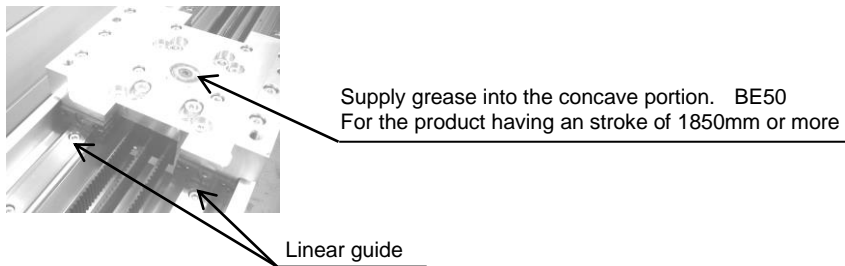 Supply grease into the concave portion. BE50
For the product having an stroke of 1850mm or more
Linear guide